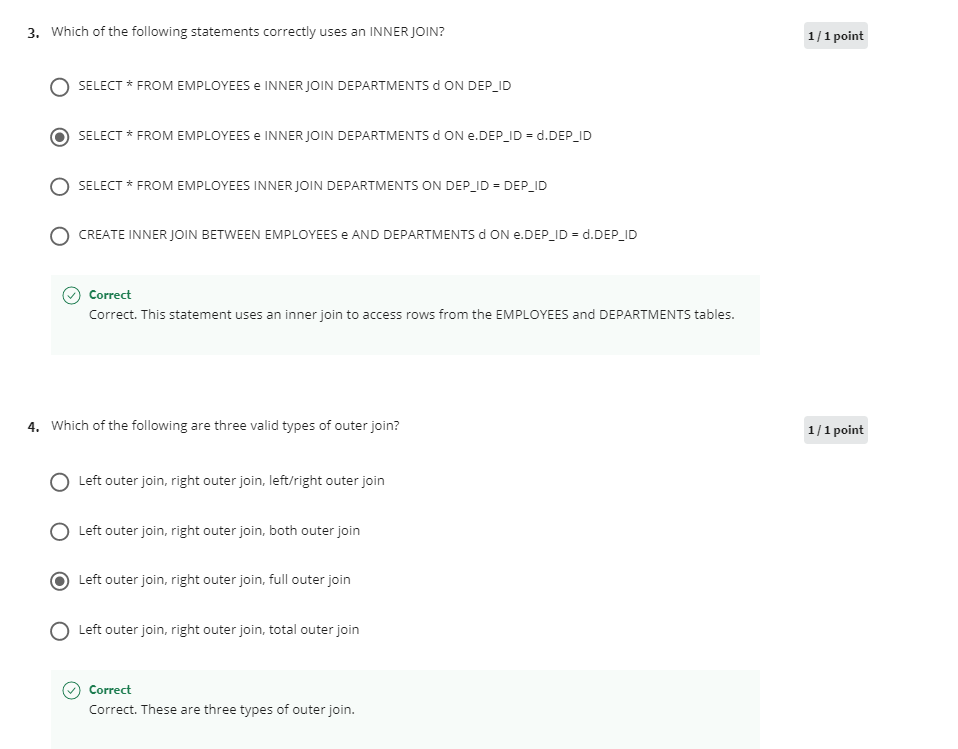 3. Which of the following statements correctly uses an INNER JOIN?
1 / 1 point
SELECT * FROM EMPLOYEES e INNER JOIN DEPARTMENTS d ON DEP_ID
SELECT * FROM EMPLOYEES e INNER JOIN DEPARTMENTS d ON e.DEP_ID = d.DEP_ID
SELECT * FROM EMPLOYEES INNER JOIN DEPARTMENTS ON DEP_ID = DEP_ID
CREATE INNER JOIN BETWEEN EMPLOYEES e AND DEPARTMENTS d ON e.DEP_ID = d.DEP_ID
Correct
Correct. This statement uses an inner join to access rows from the EMPLOYEES and DEPARTMENTS tables.
4. Which of the following are three valid types of outer join?
1 / 1 point
Left outer join, right outer join, left/right outer join
Left outer join, right outer join, both outer join
Left outer join, right outer join, full outer join
Left outer join, right outer join, total outer join
Correct
Correct. These are three types of outer join.